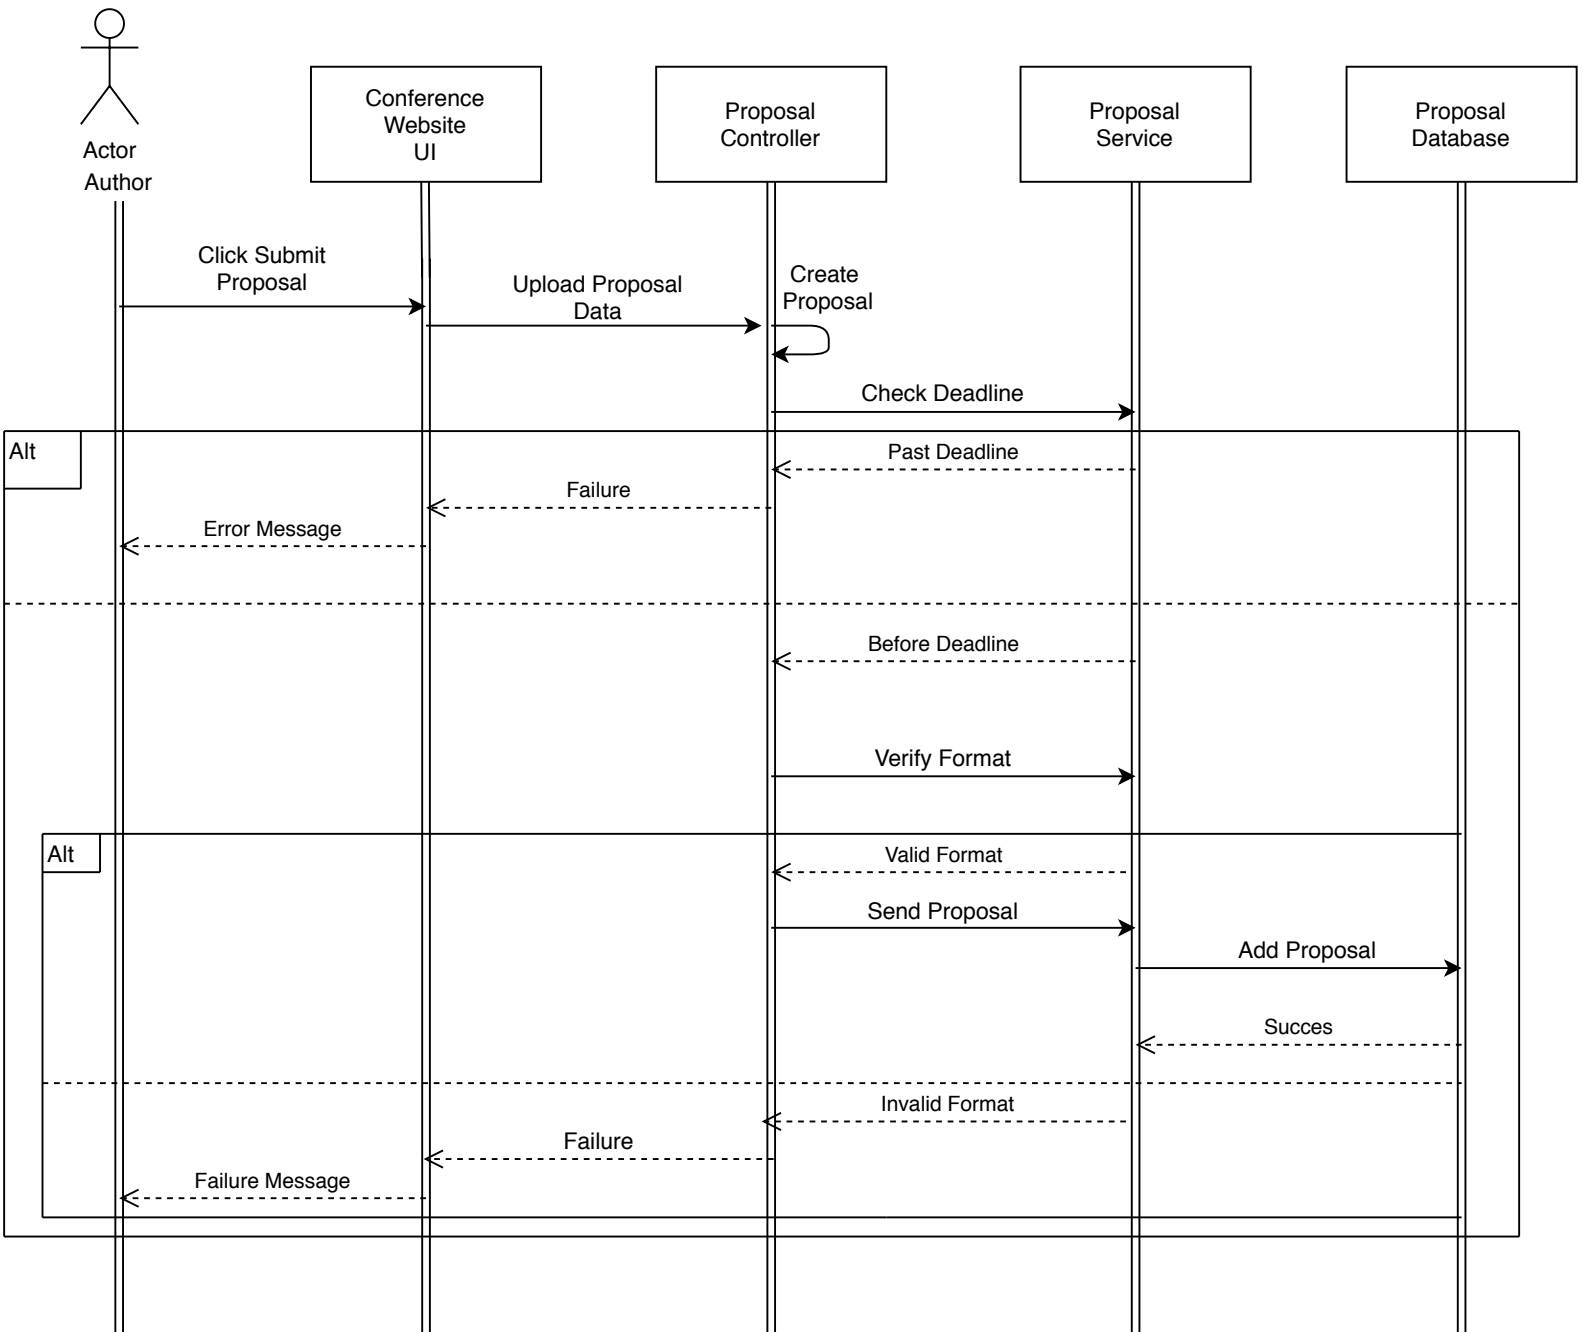 Actor
Author
Conference
Website
UI
Proposal
Controller
Proposal
Service
Proposal
Database
Click Submit
Proposal
Upload Proposal
Data
Create
Proposal
Check Deadline
Alt
Past Deadline
Failure
Error Message
Before Deadline
Verify Format
Alt
Valid Format
Send Proposal
Add Proposal
Succes
Invalid Format
Failure
Failure Message